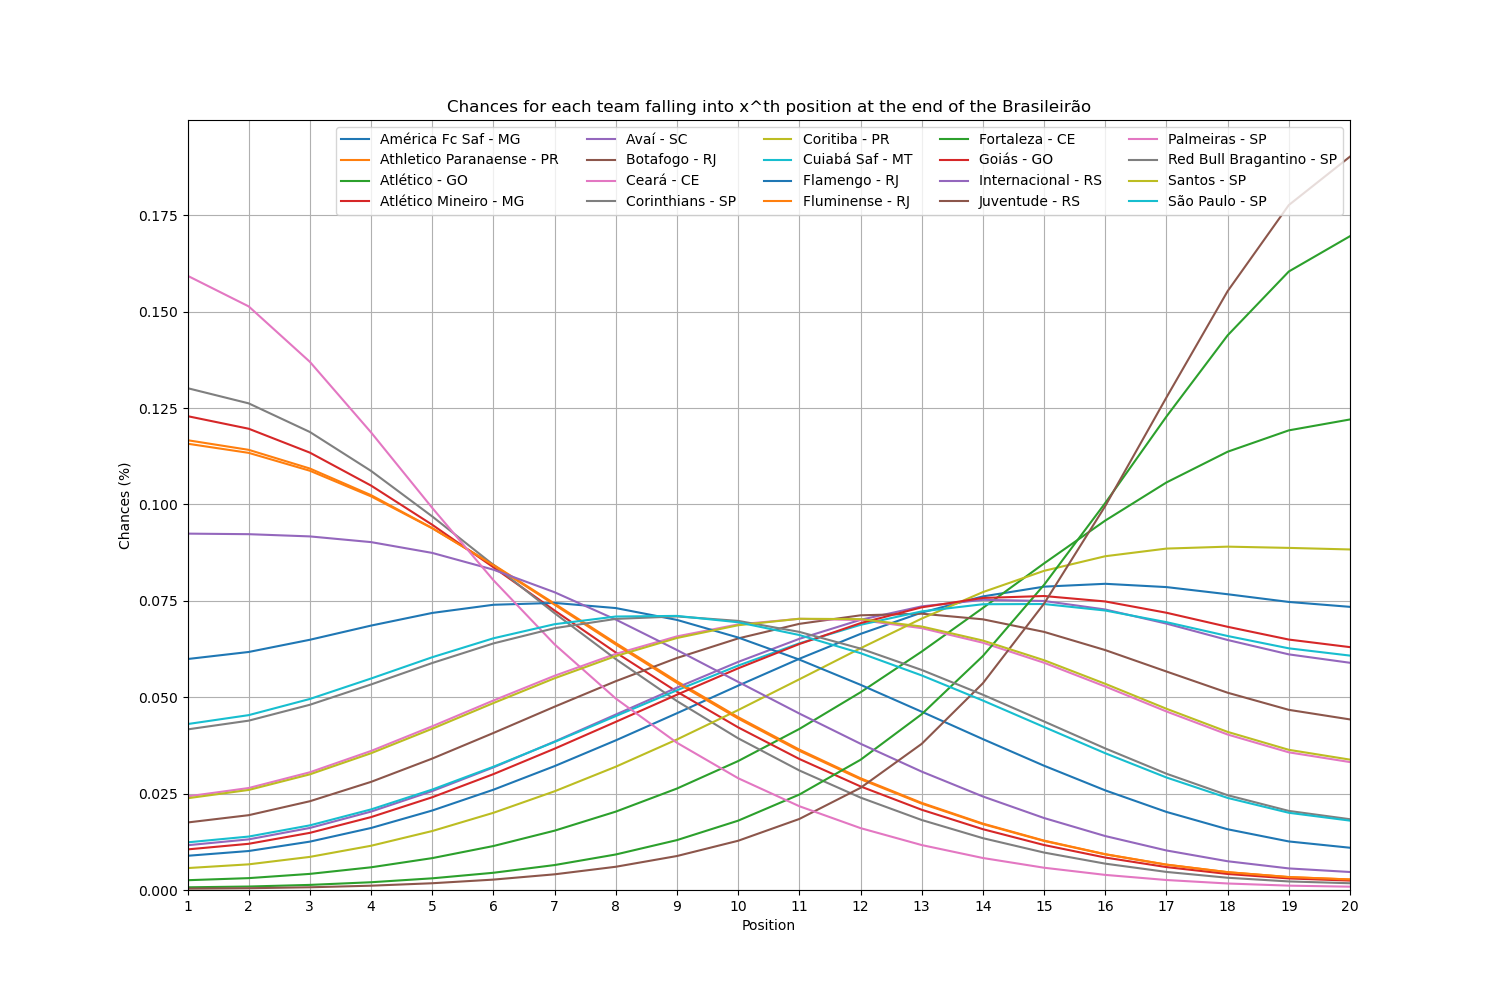 Chances for each team falling into x^th position at the end of the Brasileirão
América Fc Saf - MG
Athletico Paranaense - PR
Atlético - GO
Atlético Mineiro - MG
Avaí - SC
Botafogo - RJ
Ceará - CE
Corinthians - SP
Coritiba - PR
Cuiabá Saf - MT
Flamengo - RJ
Fluminense - RJ
Fortaleza - CE
Goiás - GO
Internacional - RS
Juventude - RS
Palmeiras - SP
Red Bull Bragantino - SP
Santos - SP
São Paulo - SP
Chances (%)
0.175
0.150
0.125
0.100
0.075
0.050
0.025
0.000
1 2 3 4 5 6 7 8 9 10 11 12 13 14 15 16 17 18 19 20
Position